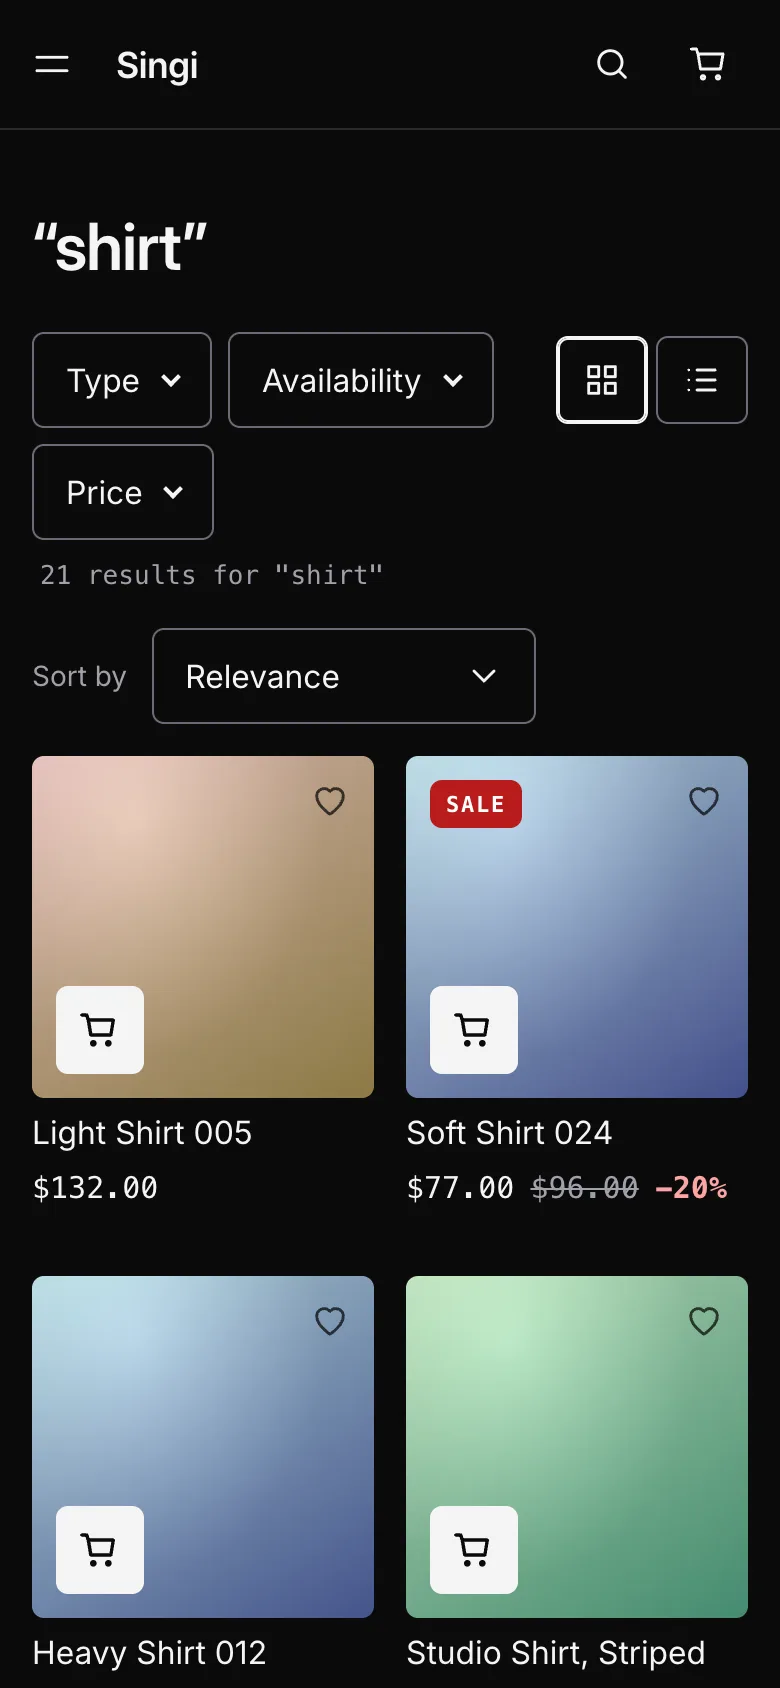 Singi
“shirt”
Type
Availability
Price
21 results for "shirt"
Sort by
Relevance
SALE
Light Shirt 005
$132.00
Soft Shirt 024
$77.00 $96.00 −20%
Heavy Shirt 012
Studio Shirt, Striped